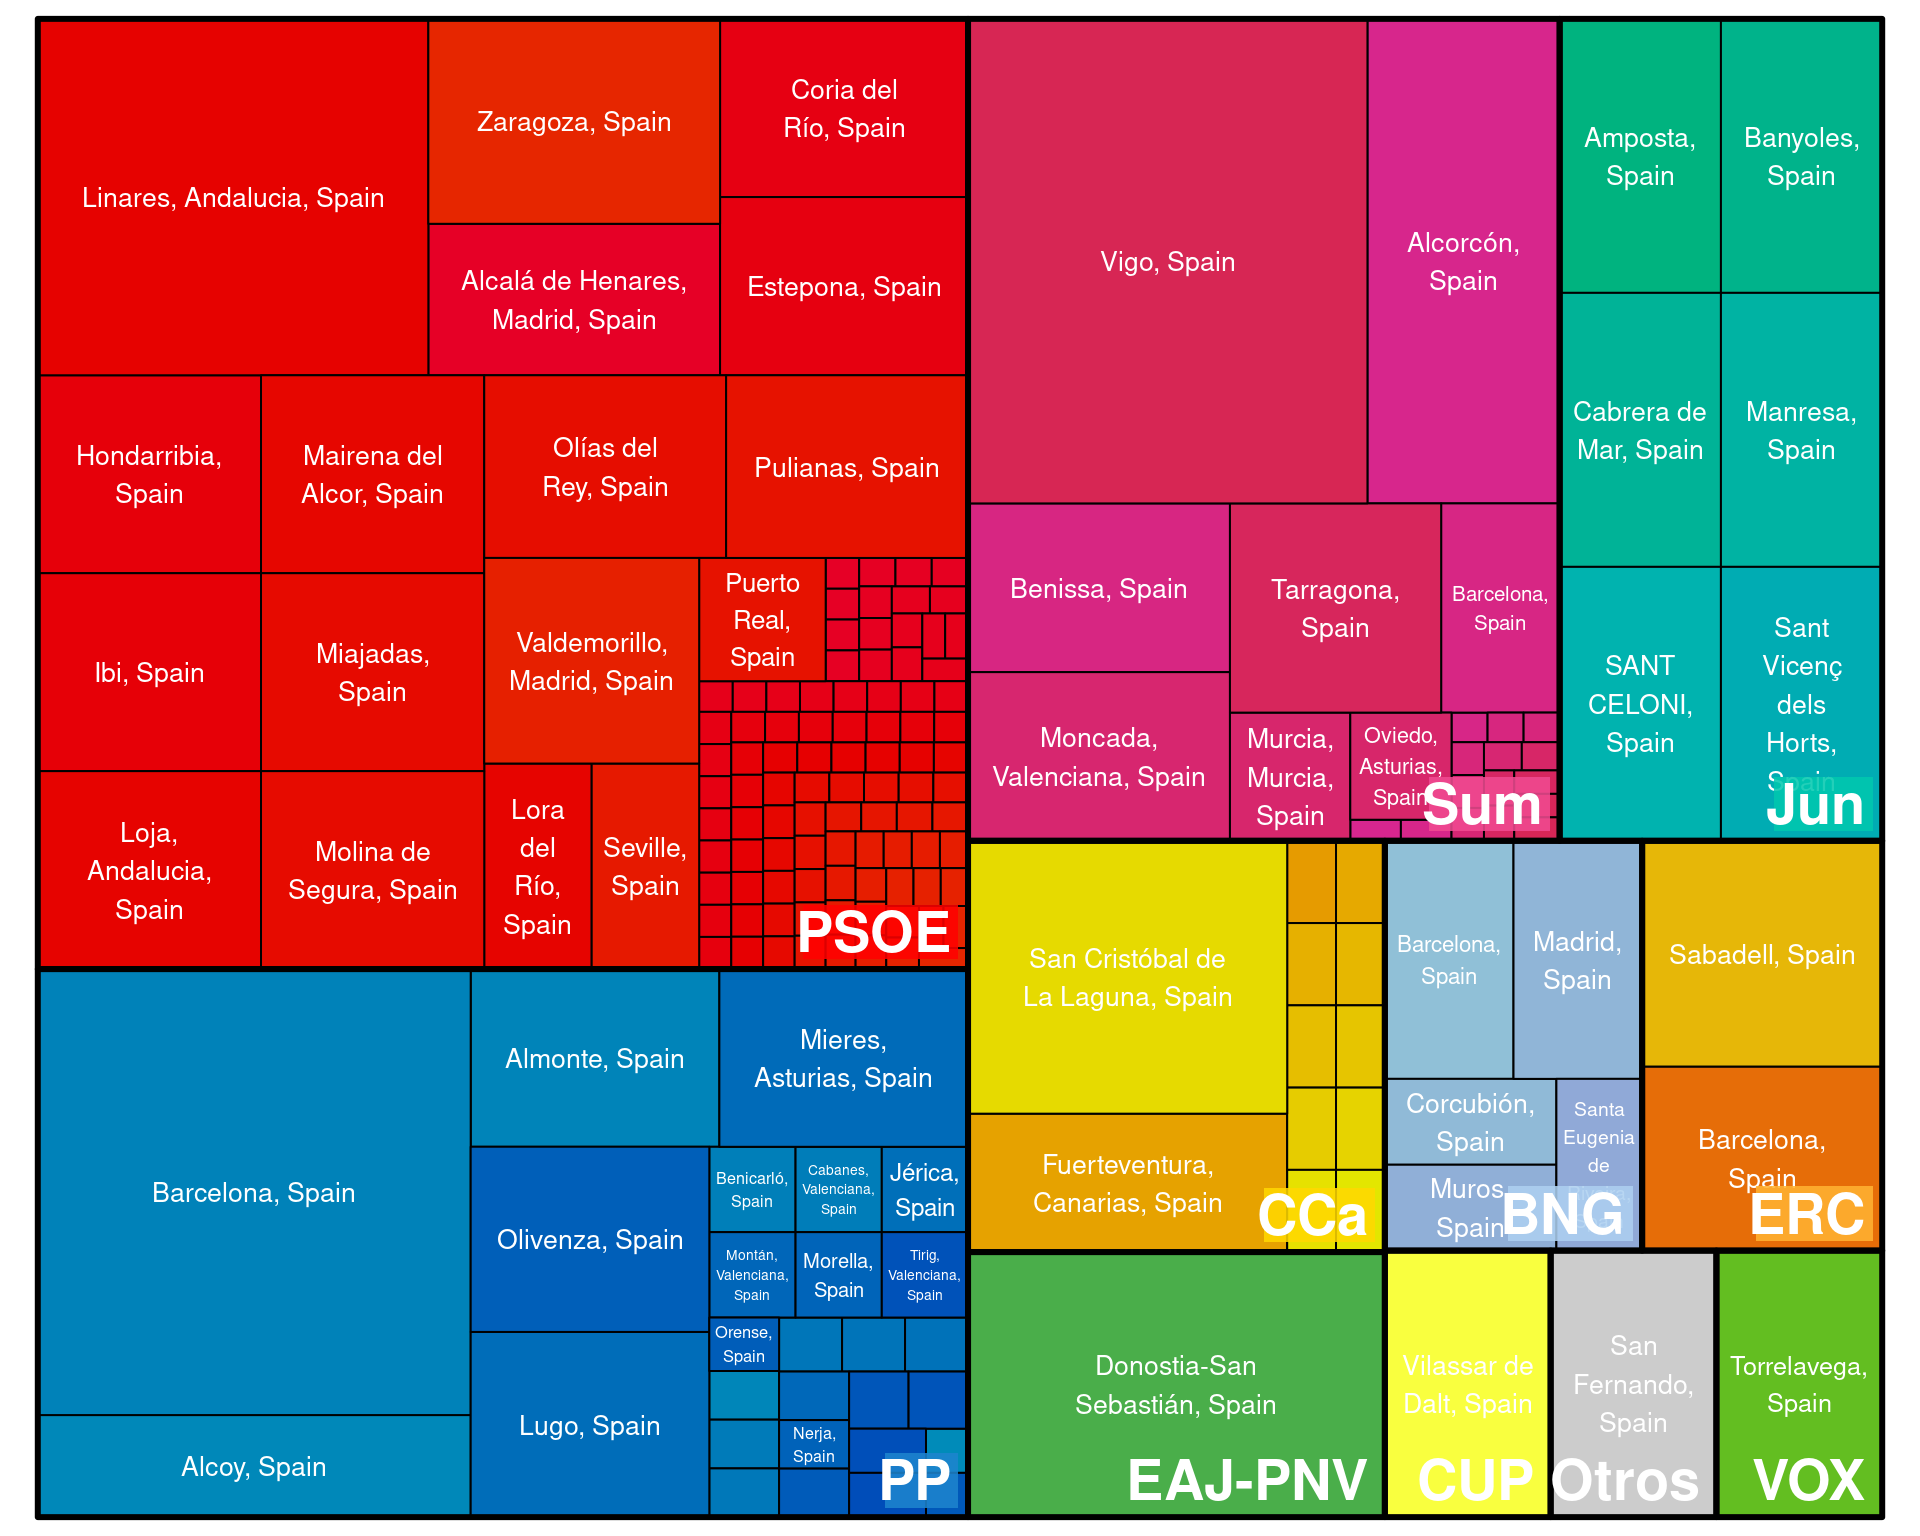 Linares, Andalucia, Spain
Zaragoza, Spain
Coria del
Río, Spain
Alcalá de Henares,
Madrid, Spain
Estepona, Spain
Hondarribia,
Spain
Mairena del
Alcor, Spain
Olías del
Rey, Spain
Pulianas, Spain
Ibi, Spain
Miajadas,
Spain
Valdemorillo,
Madrid, Spain
Puerto
Real,
Spain
Loja,
Andalucia,
Spain
Molina de
Segura, Spain
Lora
del
Río,
Spain
Seville,
Spain
PSOE
Vigo, Spain
Alcorcón,
Spain
Benissa, Spain
Tarragona,
Spain
Barcelona,
Spain
Moncada,
Valenciana, Spain
Murcia,
Murcia,
Spain
Oviedo,
Asturias,
Spain
Sum
Amposta,
Spain
Banyoles,
Spain
Cabrera de
Mar, Spain
Manresa,
Spain
SANT
CELONI,
Spain
Sant
Vicenç
dels
Horts,
Spain
Jun
Barcelona, Spain
Almonte, Spain
Mieres,
Asturias, Spain
Olivenza, Spain
Benicarló,
Spain
Cabanes,
Valenciana,
Spain
Jérica,
Spain
Montán,
Valenciana,
Spain
Morella,
Spain
Tirig,
Valenciana,
Spain
Orense,
Spain
Alcoy, Spain
Lugo, Spain
Nerja,
Spain
PP
San Cristóbal de
La Laguna, Spain
Fuerteventura,
Canarias, Spain
CCa
Barcelona,
Spain
Madrid,
Spain
Corcubión,
Spain
Santa
Eugenia
de
Muros,
Spain
BNG
Sabadell, Spain
Barcelona,
Spain
ERC
Donostia-San
Sebastián, Spain
EAJ-PNV
Vilassar de
Dalt, Spain
CUP
San
Fernando,
Spain
Otros
Torrelavega,
Spain
VOX